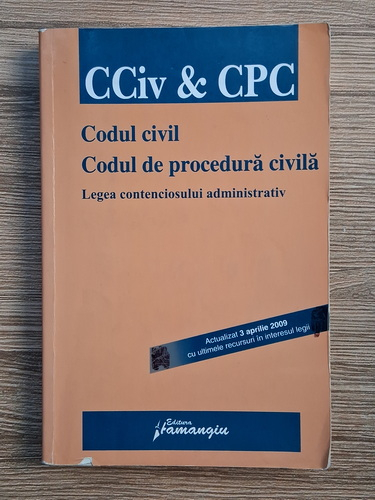 CCiv & CPC
Codul civil
Codul de procedură civilă
Legea contenciosului administrativ
Actualizat 3 aprilie 2009
cu ultimele recursuri în interesul legii
Editura
Hamangiu